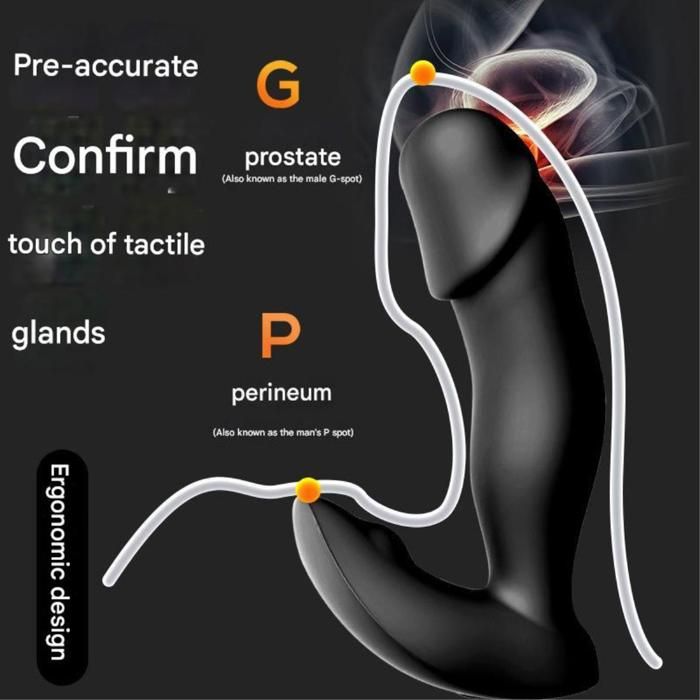 Pre-accurate
Confirm
touch of tactile
glands
G
prostate
(Also known as the male G-spot)
P
perineum
(Also known as the man's P spot)
Ergonomic design